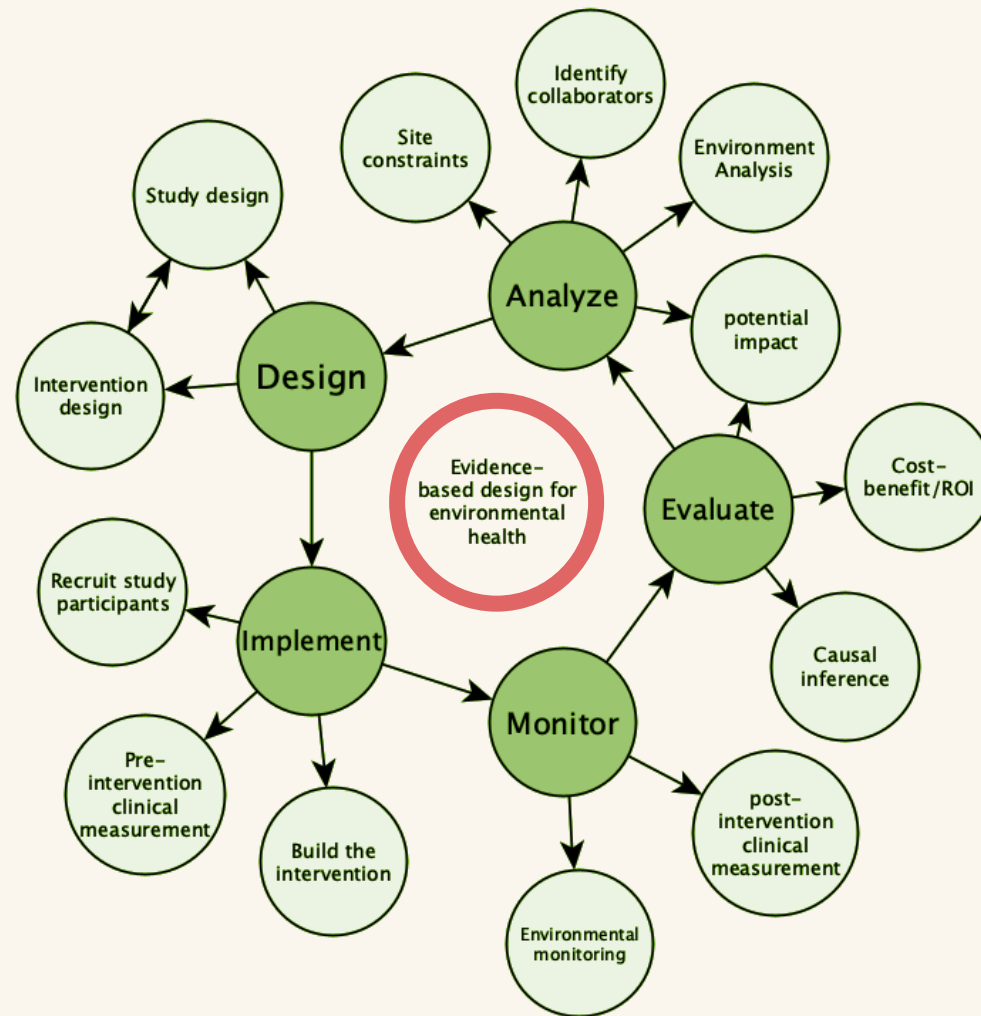 Identify
collaborators
Site
constraints
Environment
Analysis
Study design
Analyze
potential
impact
Design
Intervention
design
Evidence-
based design for
environmental
health
Cost-
benefit/ROI
Evaluate
Recruit study
participants
Implement
Causal
inference
Monitor
Pre-
intervention
clinical
measurement
post-
intervention
clinical
measurement
Build the
intervention
Environmental
monitoring